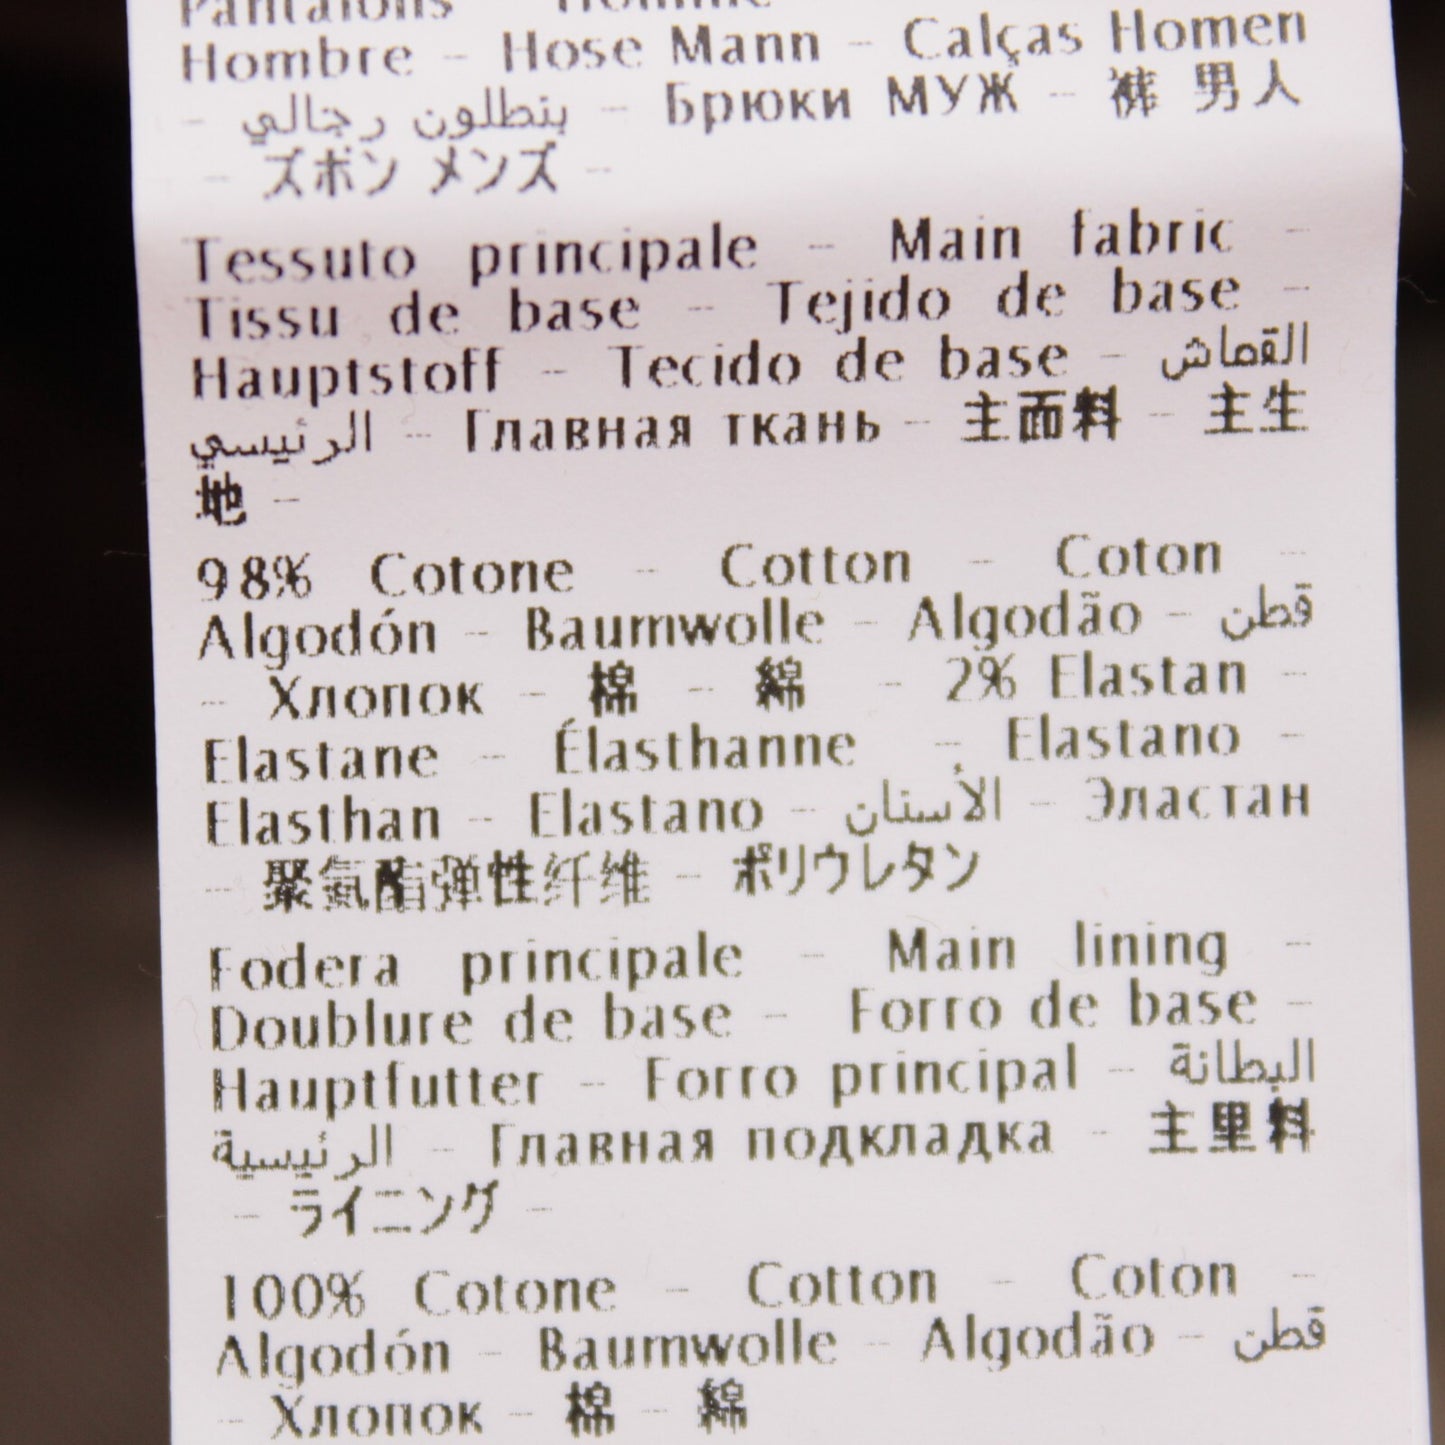 Pantalons - Homme
Hombre - Hose Mann - Calças Homen
- بنطلون رجالي - Брюки МУЖ - 裤 男人
- ズボン メンズ -
Tessuto principale - Main fabric -
Tissu de base - Tejido de base -
Hauptstoff - Tecido de base - القماش
الرئيسي - Главная ткань - 主面料 - 主生
地 -
98% Cotone - Cotton - Coton -
Algodón - Baumwolle - Algodão - قطن
- Хлопок - 棉 - 綿 - 2% Elastan -
Elastane - Élasthanne - Elastano -
Elasthan - Elastano - الأستان - Эластан
- 聚氨酯弹性纤维 - ポリウレタン
Fodera principale - Main lining -
Doublure de base - Forro de base -
Hauptfutter - Forro principal - البطانة
الرئيسية - Главная подкладка - 主里料
- ライニング -
100% Cotone - Cotton - Coton -
Algodón - Baumwolle - Algodão - قطن
- Хлопок - 棉 - 綿